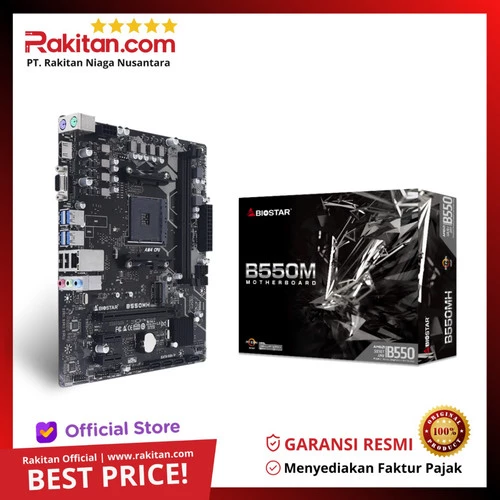 Rakitan.com
PT. Rakitan Niaga Nusantara
AM4 CPU
BIOSTAR
B550MH
BIOSTAR
B550M
MOTHERBOARD
B550
B550MH
BIOSTAR
B550
Official Store
Rakitan Official | www.rakitan.com
BEST PRICE!
GARANSI RESMI
Menyediakan Faktur Pajak
ORIGINAL
100%
PRODUCT